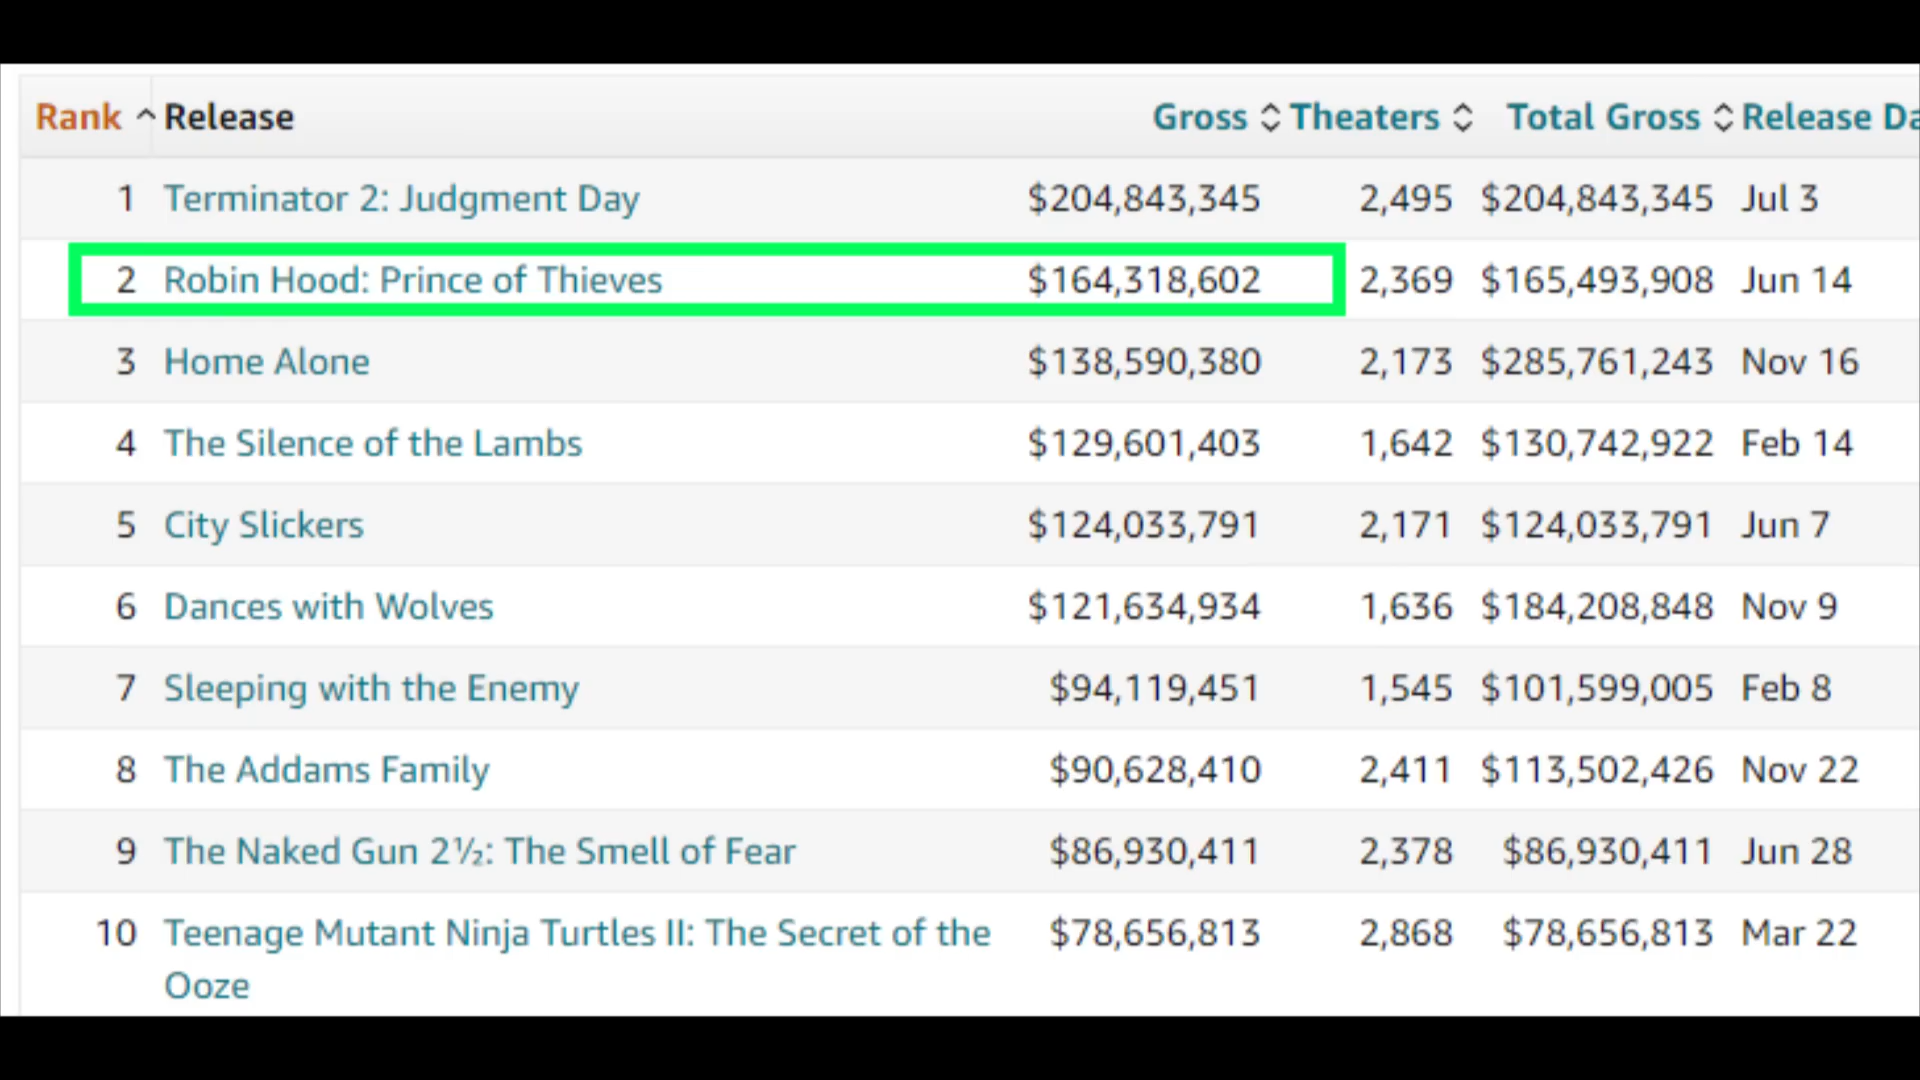 Rank Release Gross Theaters Total Gross Release Da
1 Terminator 2: Judgment Day $204,843,345 2,495 $204,843,345 Jul 3
2 Robin Hood: Prince of Thieves $164,318,602 2,369 $165,493,908 Jun 14
3 Home Alone $138,590,380 2,173 $285,761,243 Nov 16
4 The Silence of the Lambs $129,601,403 1,642 $130,742,922 Feb 14
5 City Slickers $124,033,791 2,171 $124,033,791 Jun 7
6 Dances with Wolves $121,634,934 1,636 $184,208,848 Nov 9
7 Sleeping with the Enemy $94,119,451 1,545 $101,599,005 Feb 8
8 The Addams Family $90,628,410 2,411 $113,502,426 Nov 22
9 The Naked Gun 2½: The Smell of Fear $86,930,411 2,378 $86,930,411 Jun 28
10 Teenage Mutant Ninja Turtles II: The Secret of the $78,656,813 2,868 $78,656,813 Mar 22
Ooze